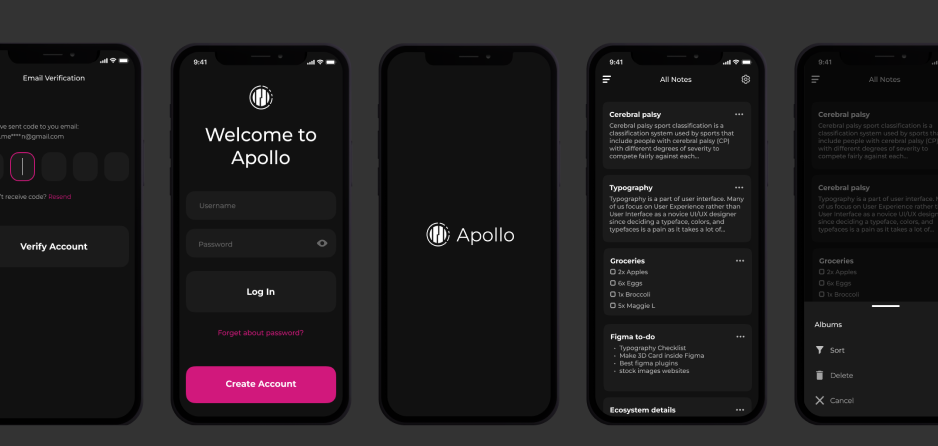 Email Verification
ve sent code to you email:
.me****n@gmail.com
't receive code? Resend
Verify Account
9:41
Welcome to
Apollo
Username
Password
Log In
Forget about password?
Create Account
Apollo
9:41
All Notes
Cerebral palsy
Cerebral palsy sport classification is a
classification system used by sports that
include people with cerebral palsy (CP)
with different degrees of severity to
compete fairly against each...
Typography
Typography is a part of user interface. Many
of us focus on User Experience rather than
User Interface as a novice UI/UX designer
since deciding a typeface, colors, and
typefaces is a pain as it takes a lot of...
Groceries
2x Apples
6x Eggs
1x Broccoli
5x Maggie L
Figma to-do
Typography Checklist
Make 3D Card inside Figma
Best figma plugins
stock images websites
Ecosystem details
9:41
All Notes
Cerebral palsy
Cerebral palsy sport classification is a
classification system used by sports th
include people with cerebral palsy (CP)
with different degrees of severity to
compete fairly against each...
Cerebral palsy
Typography is a part of user interface.
of us focus on User Experience rather
User Interface as a novice UI/UX design
since deciding a typeface, colors, and
typefaces is a pain as it takes a lot of...
Groceries
2x Apples
6x Eggs
1x Broccoli
Albums
Sort
Delete
Cancel